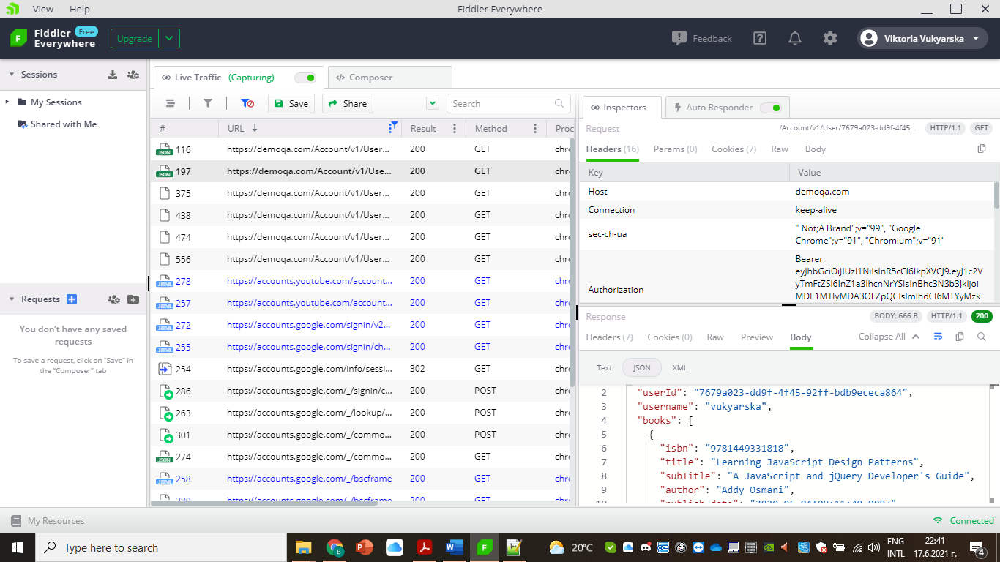 View Help
Fiddler Everywhere
Fiddler Free
Everywhere
Upgrade
Feedback
Viktoria Vukyarska
Sessions
My Sessions
Shared with Me
Requests
You don't have any saved
requests
To save a request, click on "Save" in
the "Composer" tab
Live Traffic (Capturing)
Composer
Save
Share
Search
# URL ↓ Result Method Proc
116 https://demoqa.com/Account/v1/User... 200 GET chr
197 https://demoqa.com/Account/v1/Use... 200 GET chr
375 https://demoqa.com/Account/v1/User... 200 GET chr
438 https://demoqa.com/Account/v1/User... 200 GET chr
474 https://demoqa.com/Account/v1/User... 200 GET chr
556 https://demoqa.com/Account/v1/User... 200 GET chr
278 https://accounts.youtube.com/account... 200 GET chr
257 https://accounts.youtube.com/account... 200 GET chr
272 https://accounts.google.com/signin/v2... 200 GET chr
255 https://accounts.google.com/signin/ch... 200 GET chr
254 https://accounts.google.com/info/sessi... 302 GET chr
286 https://accounts.google.com/_/signin/c... 200 POST chr
263 https://accounts.google.com/_/lookup/... 200 POST chr
301 https://accounts.google.com/_/commo... 200 POST chr
274 https://accounts.google.com/_/commo... 200 GET chr
258 https://accounts.google.com/_/bscframe 200 GET chr
https://accounts.google.com/_/bscframe 200 GET chr
Inspectors
Auto Responder
Request /Account/v1/User/7679a023-dd9f-4f45... HTTP/1.1 GET
Headers (16) Params (0) Cookies (7) Raw Body
Key Value
Host demoqa.com
Connection keep-alive
sec-ch-ua " Not;A Brand";v="99", "Google
Chrome";v="91", "Chromium";v="91"
Authorization Bearer
Response BODY: 666 B HTTP/1.1 200
Headers (7) Cookies (0) Raw Preview Body Collapse All
Text JSON XML
2 "userId": "7679a023-dd9f-4f45-92ff-bdb9ececa864",
3 "username": "vukyarska",
4 "books": [
5 {
6 "isbn": "9781449331818",
7 "title": "Learning JavaScript Design Patterns",
8 "subTitle": "A JavaScript and jQuery Developer's Guide",
9 "author": "Addy Osmani",
10 "publish_date": "2020-06-04T09:11:40.000Z"
My Resources
Connected
Type here to search
20°C
ENG
INTL
22:41
17.6.2021 г.
4